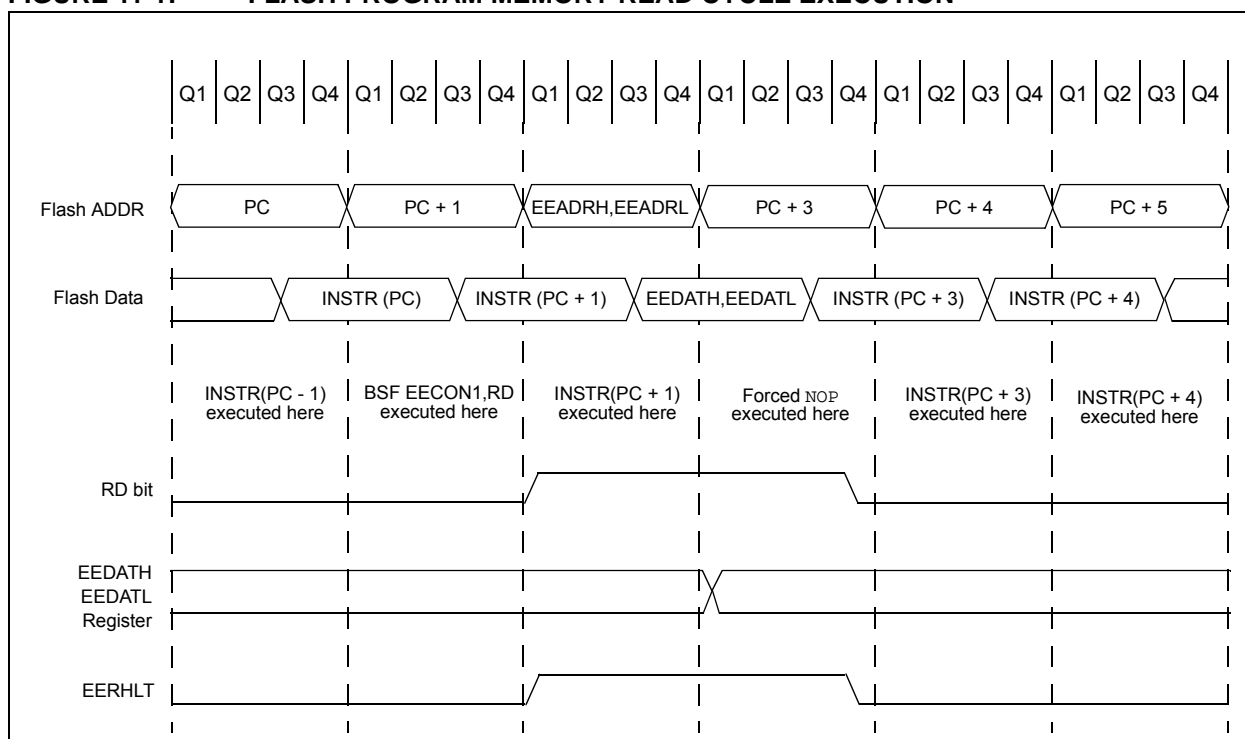 FLASH PROGRAM MEMORY READ CYCLE EXECUTION
Q1 Q2 Q3 Q4 Q1 Q2 Q3 Q4 Q1 Q2 Q3 Q4 Q1 Q2 Q3 Q4 Q1 Q2 Q3 Q4 Q1 Q2 Q3 Q4
Flash ADDR PC PC + 1 EEADRH,EEADRL PC + 3 PC + 4 PC + 5
Flash Data INSTR (PC) INSTR (PC + 1) EEDATH,EEDATL INSTR (PC + 3) INSTR (PC + 4)
INSTR(PC - 1) BSF EECON1,RD INSTR(PC + 1) Forced NOP INSTR(PC + 3) INSTR(PC + 4)
executed here executed here executed here executed here executed here executed here
RD bit
EEDATH
EEDATL
Register
EERHLT